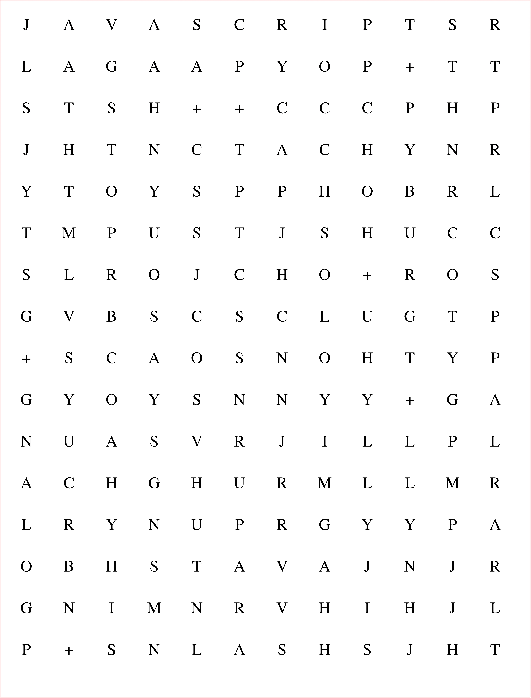 J A V A S C R I P T S R
L A G A A P Y O P + T T
S T S H + + C C C P H P
J H T N C T A C H Y N R
Y T O Y S P P H O B R L
T M P U S T J S H U C C
S L R O J C H O + R O S
G V B S C S C L U G T P
+ S C A O S N O H T Y P
G Y O Y S N N Y Y + G A
N U A S V R J I L L P L
A C H G H U R M L L M R
L R Y N U P R G Y Y P A
O B H S T A V A J N J R
G N I M N R V H I H J L
P + S N L A S H S J H T